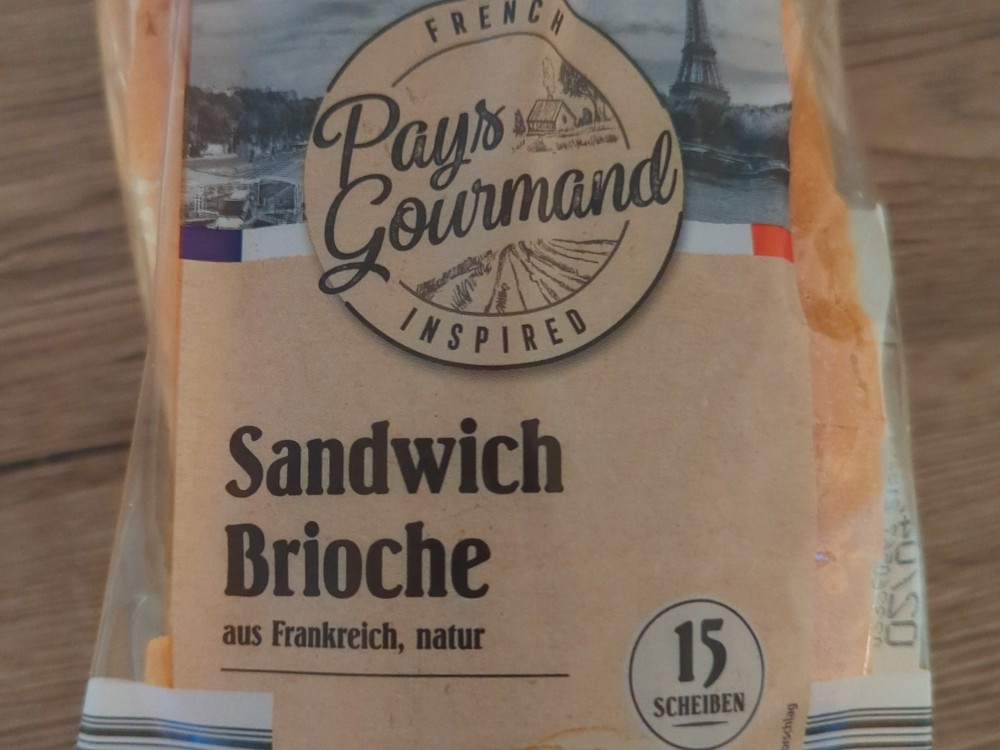 FRENCH
Pays
Gourmand
INSPIRED
Sandwich
Brioche
aus Frankreich, natur
15
SCHEIBEN